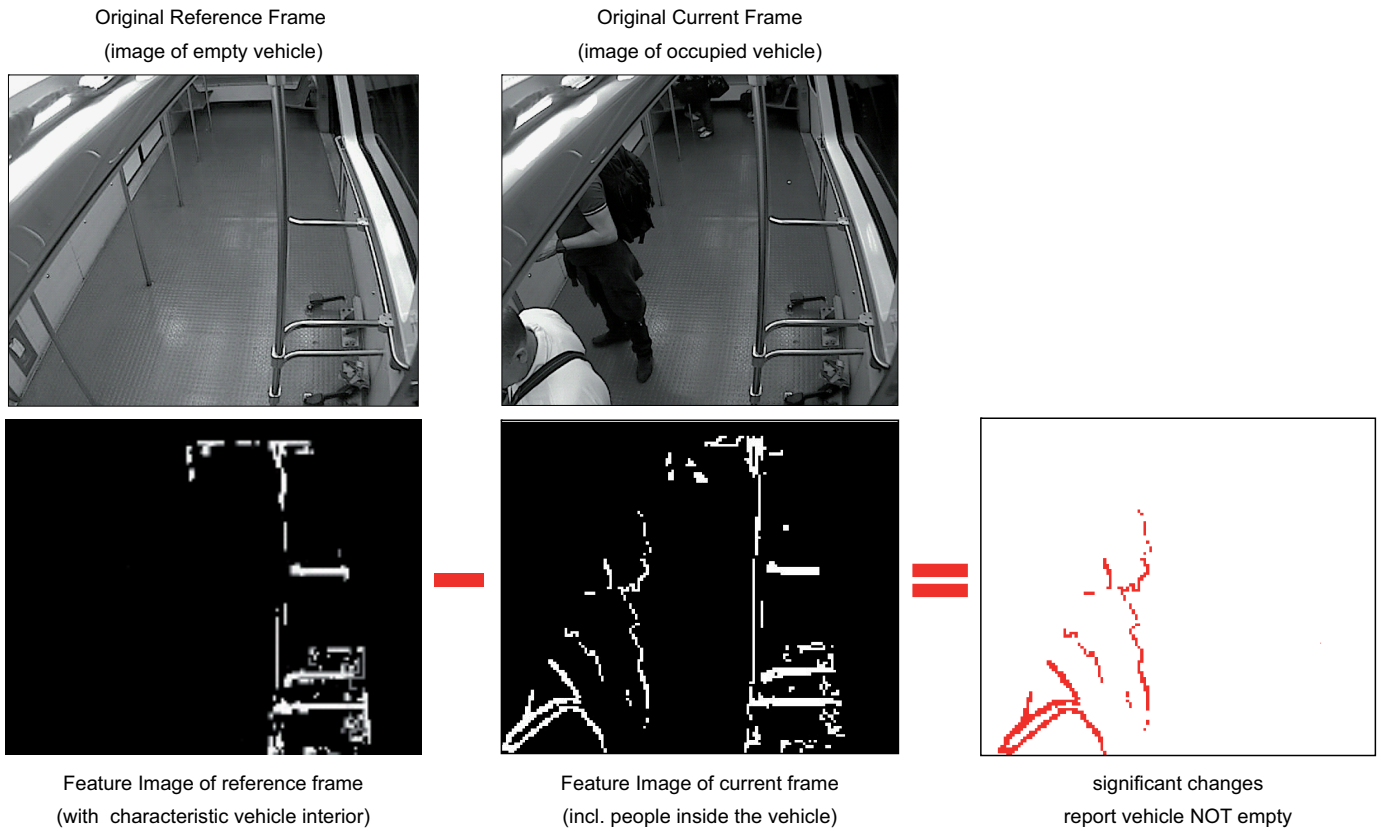 Original Reference Frame
(image of empty vehicle)
Original Current Frame
(image of occupied vehicle)
Feature Image of reference frame
(with characteristic vehicle interior)
Feature Image of current frame
(incl. people inside the vehicle)
significant changes
report vehicle NOT empty